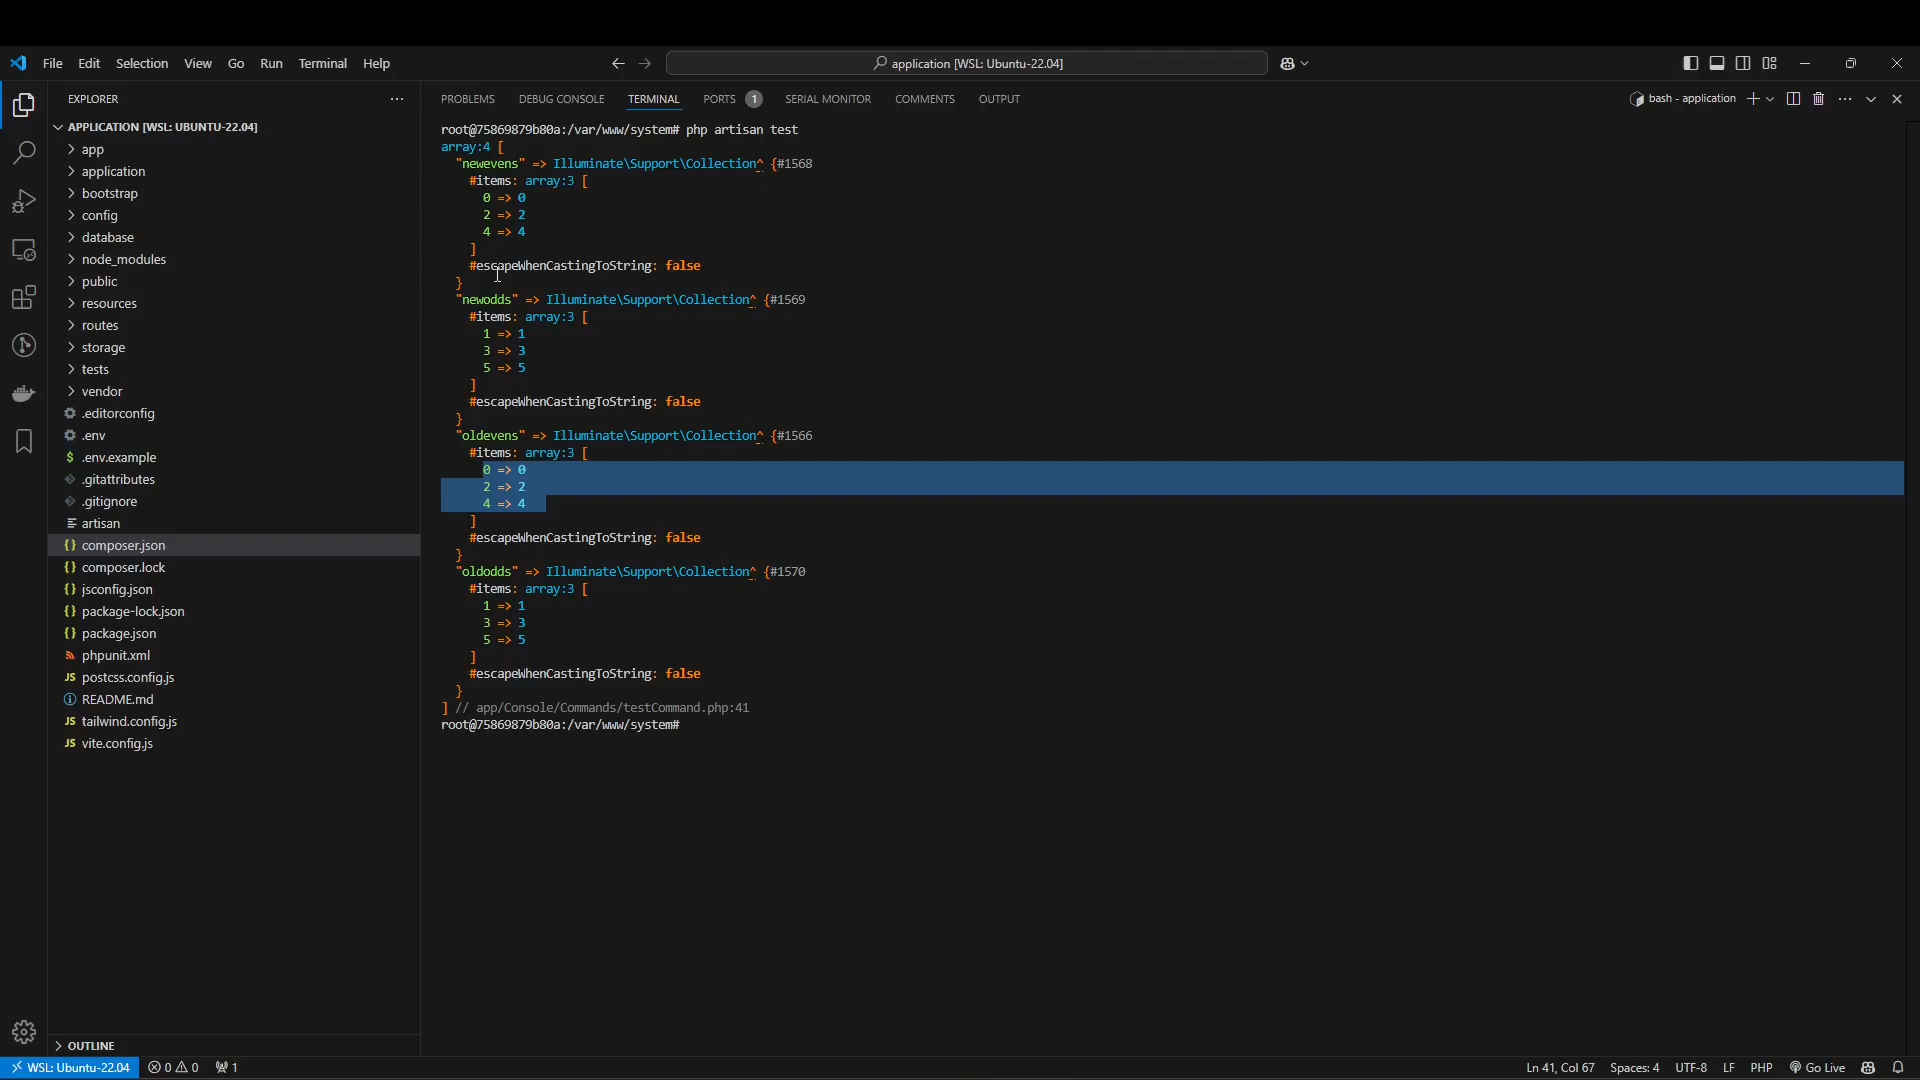 File Edit Selection View Go Run Terminal Help
application [WSL: Ubuntu-22.04]
EXPLORER
APPLICATION [WSL: UBUNTU-22.04]
app
application
bootstrap
config
database
node_modules
public
resources
routes
storage
tests
vendor
.editorconfig
.env
$ .env.example
.gitattributes
.gitignore
artisan
{} composer.json
{} composer.lock
{} jsconfig.json
{} package-lock.json
{} package.json
phpunit.xml
JS postcss.config.js
README.md
JS tailwind.config.js
JS vite.config.js
OUTLINE
PROBLEMS DEBUG CONSOLE TERMINAL PORTS 1 SERIAL MONITOR COMMENTS OUTPUT
bash - application
root@75869879b80a:/var/www/system# php artisan test
array:4 [
"newevens" => Illuminate\Support\Collection^ {#1568
#items: array:3 [
0 => 0
2 => 2
4 => 4
]
#escapeWhenCastingToString: false
}
"newodds" => Illuminate\Support\Collection^ {#1569
#items: array:3 [
1 => 1
3 => 3
5 => 5
]
#escapeWhenCastingToString: false
}
"oldevens" => Illuminate\Support\Collection^ {#1566
#items: array:3 [
0 => 0
2 => 2
4 => 4
]
#escapeWhenCastingToString: false
}
"oldodds" => Illuminate\Support\Collection^ {#1570
#items: array:3 [
1 => 1
3 => 3
5 => 5
]
#escapeWhenCastingToString: false
}
] // app/Console/Commands/testCommand.php:41
root@75869879b80a:/var/www/system#
WSL: Ubuntu-22.04 0 0 1
Ln 41, Col 67 Spaces: 4 UTF-8 LF PHP Go Live